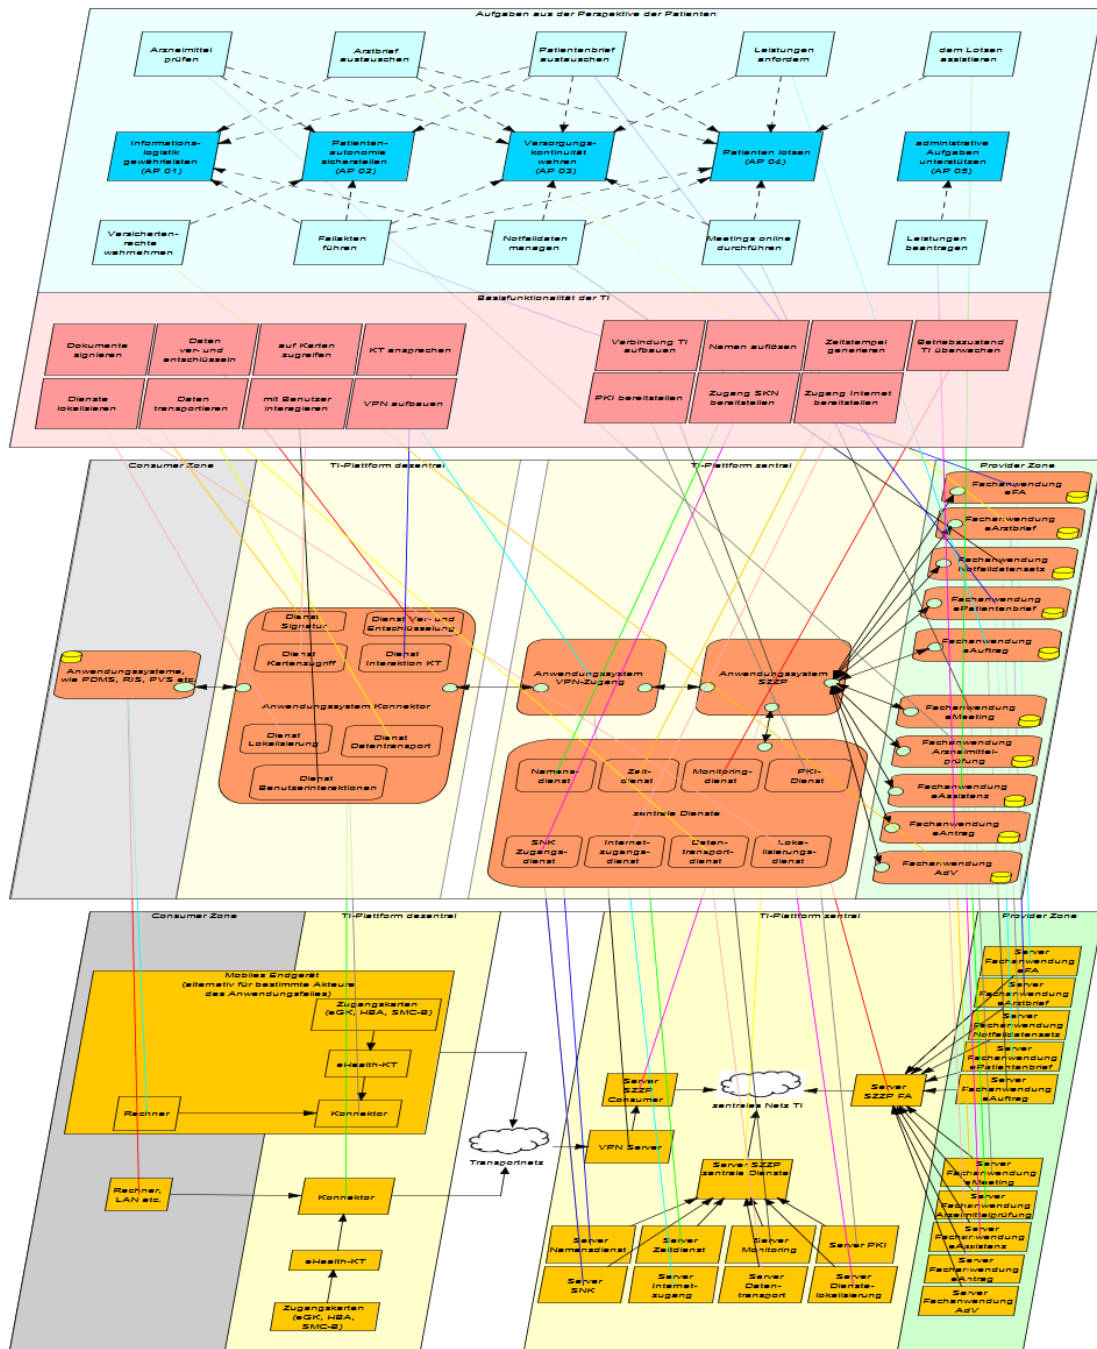 Aufgaben aus der Perspektive der Patienten
Arzneimittel
prüfen
Arztbrief
austauschen
Patientenbrief
austauschen
Leistungen
anfordern
dem Lotsen
assistieren
Informations-
logistik
gewährleisten
(AP 01)
Patienten-
autonomie
sicherstellen
(AP 02)
Versorgungs-
kontinuität
wahren
(AP 03)
Patienten lotsen
(AP 04)
administrative
Aufgaben
unterstützen
(AP 05)
Versicherten-
rechte
wahrnehmen
Fallakten
führen
Notfalldaten
managen
Meetings online
durchführen
Leistungen
beantragen
Basisfunktionalität der TI
Dokumente
signieren
Daten
ver- und
entschlüsseln
auf Karten
zugreifen
KT ansprechen
Verbindung TI
aufbauen
Namen auflösen
Zeitstempel
generieren
Betriebszustand
TI überwachen
Dienste
lokalisieren
Daten
transportieren
mit Benutzer
interagieren
VPN aufbauen
PKI bereitstellen
Zugang SKN
bereitstellen
Zugang Internet
bereitstellen
Consumer Zone
TI-Plattform dezentral
TI-Plattform zentral
Provider Zone
Fachanwendung
eFA
Fachanwendung
eArztbrief
Fachanwendung
Notfalldatensatz
Fachanwendung
ePatientenbrief
Fachanwendung
eAuftrag
Fachanwendung
eMeeting
Fachanwendung
Arzneimittel-
prüfung
Fachanwendung
eAssistenz
Fachanwendung
eAntrag
Fachanwendung
AdV
Dienst
Signatur
Dienst Ver- und
Entschlüsselung
Dienst
Kartenzugriff
Dienst
Interaktion KT
Anwendungssysteme,
wie PDMS, RIS, PVS etc.
Anwendungssystem Konnektor
Dienst
Lokalisierung
Dienst
Datentransport
Dienst
Benutzerinteraktionen
Anwendungssystem
VPN-Zugang
Anwendungssystem
SZZP
Namens-
dienst
Zeit-
dienst
Monitoring-
dienst
PKI-
Dienst
zentrale Dienste
SNK
Zugangs-
dienst
Internet-
zugangs-
dienst
Daten-
transport-
dienst
Loka-
lisierungs-
dienst
Consumer Zone
TI-Plattform dezentral
TI-Plattform zentral
Provider Zone
Mobiles Endgerät
(alternativ für bestimmte Akteure
des Anwendungsfalles)
Zugangskarten
(eGK, HBA, SMC-B)
eHealth-KT
Rechner
Konnektor
Transportnetz
Rechner,
LAN etc.
Konnektor
eHealth-KT
Zugangskarten
(eGK, HBA,
SMC-B)
Server
SZZP
Consumer
VPN Server
zentrales Netz TI
Server
SZZP FA
Server SZZP
zentrale Dienste
Server
Namensdienst
Server
Zeitdienst
Server
Monitoring
Server PKI
Server
SNK
Server
Internet-
zugang
Server
Daten-
transport
Server
Dienste-
lokalisierung
Server
Fachanwendung
eFA
Server
Fachanwendung
eArztbrief
Server
Fachanwendung
Notfalldatensatz
Server
Fachanwendung
ePatientenbrief
Server
Fachanwendung
eAuftrag
Server
Fachanwendung
eMeeting
Server
Fachanwendung
Arzneimittelprüfung
Server
Fachanwendung
eAssistenz
Server
Fachanwendung
eAntrag
Server
Fachanwendung
AdV